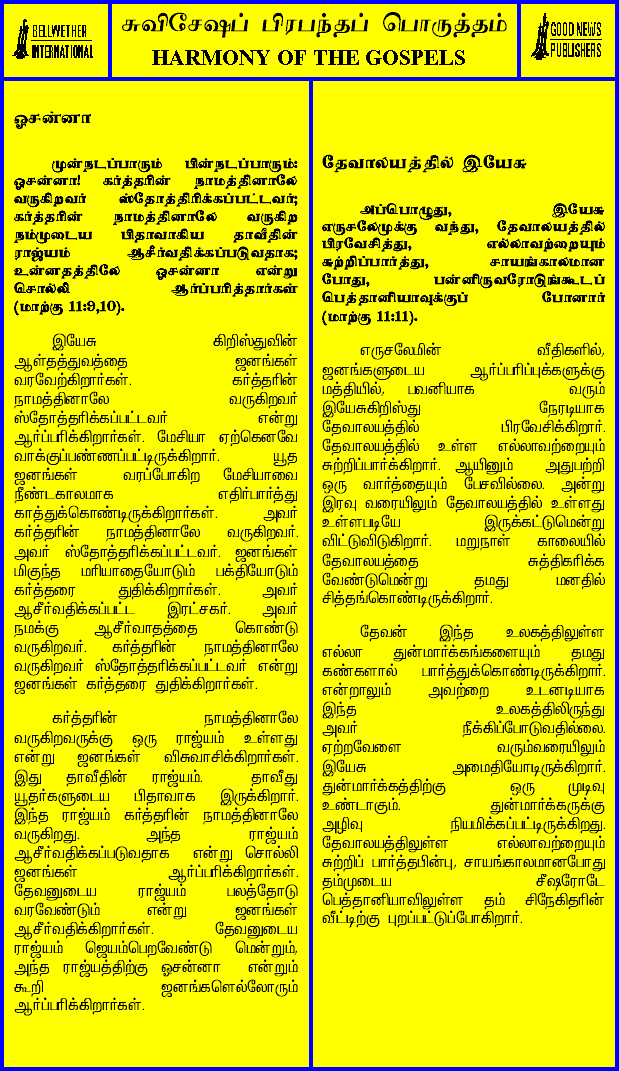 BELLWETHER
INTERNATIONAL
சுவிசேஷப் பிரபந்தப் பொருத்தம்
HARMONY OF THE GOSPELS
GOOD NEWS
PUBLISHERS
ஓசன்னா
முன்நடப்பாரும் பின்நடப்பாரும்:
ஓசன்னா! கர்த்தரின் நாமத்தினாலே
வருகிறவர் ஸ்தோத்திரிக்கப்பட்டவர்;
கர்த்தரின் நாமத்தினாலே வருகிற
நம்முடைய பிதாவாகிய தாவீதின்
ராஜ்யம் ஆசீர்வதிக்கப்படுவதாக;
உன்னதத்திலே ஓசன்னா என்று
சொல்லி ஆர்ப்பரித்தார்கள்
(மாற்கு 11:9,10).
இயேசு கிறிஸ்துவின்
ஆள்தத்துவத்தை ஜனங்கள்
வரவேற்கிறார்கள். கர்த்தரின்
நாமத்தினாலே வருகிறவர்
ஸ்தோத்தரிக்கப்பட்டவர் என்று
ஆர்ப்பரிக்கிறார்கள். மேசியா ஏற்கெனவே
வாக்குப்பண்ணப்பட்டிருக்கிறார். யூத
ஜனங்கள் வரப்போகிற மேசியாவை
நீண்டகாலமாக எதிர்பார்த்து
காத்துக்கொண்டிருக்கிறார்கள். அவர்
கர்த்தரின் நாமத்தினாலே வருகிறவர்.
அவர் ஸ்தோத்தரிக்கப்பட்டவர். ஜனங்கள்
மிகுந்த மரியாதையோடும் பக்தியோடும்
கர்த்தரை துதிக்கிறார்கள். அவர்
ஆசீர்வதிக்கப்பட்ட இரட்சகர். அவர்
நமக்கு ஆசீர்வாதத்தை கொண்டு
வருகிறவர். கர்த்தரின் நாமத்தினாலே
வருகிறவர் ஸ்தோத்தரிக்கப்பட்டவர் என்று
ஜனங்கள் கர்த்தரை துதிக்கிறார்கள்.
கர்த்தரின் நாமத்தினாலே
வருகிறவருக்கு ஒரு ராஜ்யம் உள்ளது
என்று ஜனங்கள் விசுவாசிக்கிறார்கள்.
இது தாவீதின் ராஜ்யம். தாவீது
யூதர்களுடைய பிதாவாக இருக்கிறார்.
இந்த ராஜ்யம் கர்த்தரின் நாமத்தினாலே
வருகிறது. அந்த ராஜ்யம்
ஆசீர்வதிக்கப்படுவதாக என்று சொல்லி
ஜனங்கள் ஆர்ப்பரிக்கிறார்கள்.
தேவனுடைய ராஜ்யம் பலத்தோடு
வரவேண்டும் என்று ஜனங்கள்
ஆசீர்வதிக்கிறார்கள். தேவனுடைய
ராஜ்யம் ஜெயம்பெறவேண்டு மென்றும்,
அந்த ராஜ்யத்திற்கு ஓசன்னா என்றும்
கூறி ஜனங்களெல்லோரும்
ஆர்ப்பரிக்கிறார்கள்.
தேவாலயத்தில் இயேசு
அப்பொழுது, இயேசு
எருசலேமுக்கு வந்து, தேவாலயத்தில்
பிரவேசித்து, எல்லாவற்றையும்
சுற்றிப்பார்த்து, சாயங்காலமான
போது, பன்னிருவரோடுங்கூடப்
பெத்தானியாவுக்குப் போனார்
(மாற்கு 11:11).
எருசலேமின் வீதிகளில்,
ஜனங்களுடைய ஆர்ப்பரிப்புக்களுக்கு
மத்தியில், பவனியாக வரும்
இயேசுகிறிஸ்து நேரடியாக
தேவாலயத்தில் பிரவேசிக்கிறார்.
தேவாலயத்தில் உள்ள எல்லாவற்றையும்
சுற்றிப்பார்க்கிறார். ஆயினும் அதுபற்றி
ஒரு வார்த்தையும் பேசவில்லை. அன்று
இரவு வரையிலும் தேவாலயத்தில் உள்ளது
உள்ளபடியே இருக்கட்டுமென்று
விட்டுவிடுகிறார். மறுநாள் காலையில்
தேவாலயத்தை சுத்திகரிக்க
வேண்டுமென்று தமது மனதில்
சித்தங்கொண்டிருக்கிறார்.
தேவன் இந்த உலகத்திலுள்ள
எல்லா துன்மார்க்கங்களையும் தமது
கண்களால் பார்த்துக்கொண்டிருக்கிறார்.
என்றாலும் அவற்றை உடனடியாக
இந்த உலகத்திலிருந்து
அவர் நீக்கிப்போடுவதில்லை.
ஏற்றவேளை வரும்வரையிலும்
இயேசு அமைதியோடிருக்கிறார்.
துன்மார்க்கத்திற்கு ஒரு முடிவு
உண்டாகும். துன்மார்க்கருக்கு
அழிவு நியமிக்கப்பட்டிருக்கிறது.
தேவாலயத்திலுள்ள எல்லாவற்றையும்
சுற்றிப் பார்த்தபின்பு, சாயங்காலமானபோது
தம்முடைய சீஷரோடே
பெத்தானியாவிலுள்ள தம் சிநேகிதரின்
வீட்டிற்கு புறப்பட்டுப்போகிறார்.